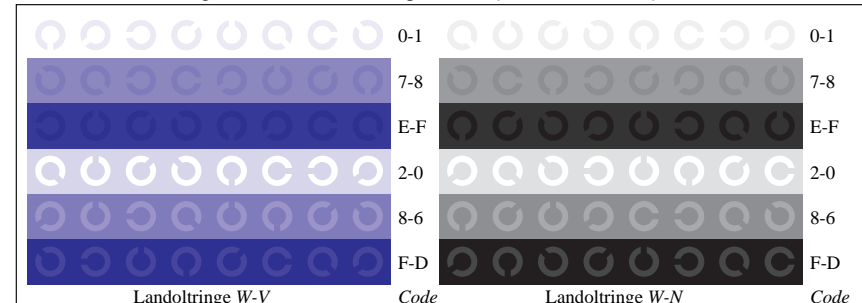 0-1 0-1
7-8 7-8
E-F E-F
2-0 2-0
8-6 8-6
F-D F-D
Landoltringe W-V Code Landoltringe W-N Code